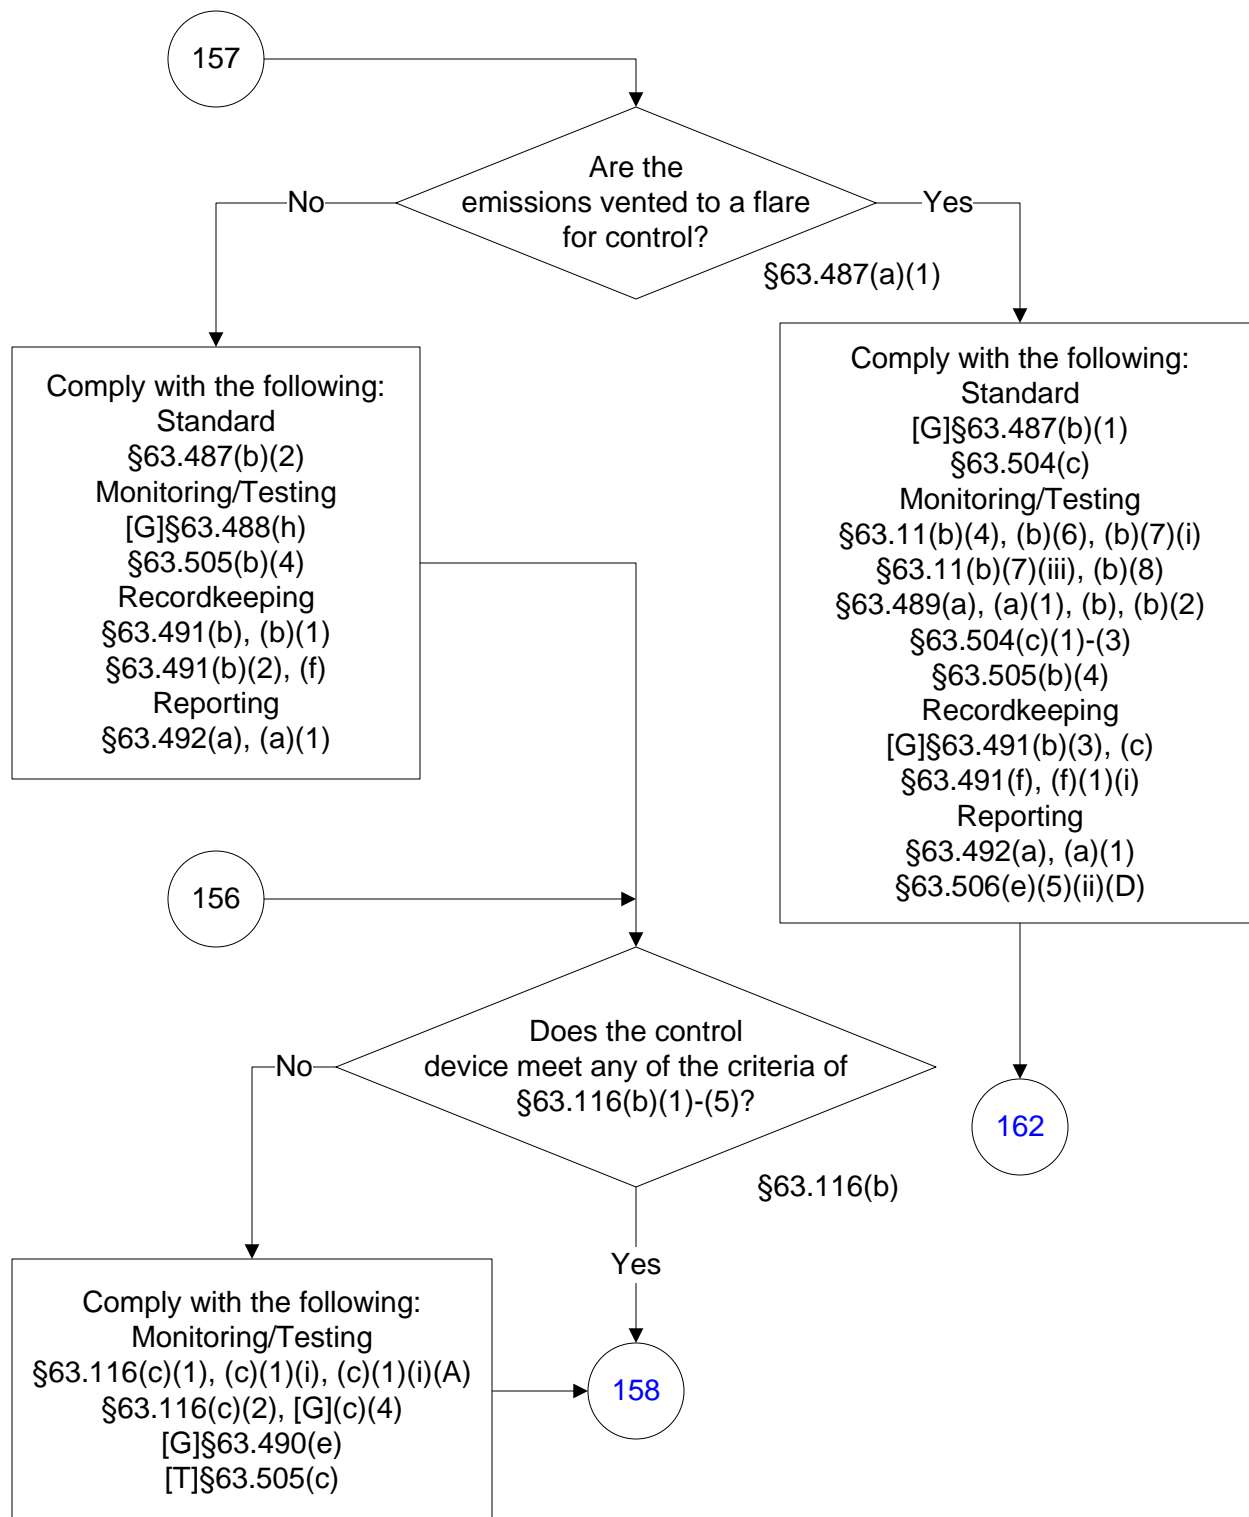 157
Are the
emissions vented to a flare
for control?
No
Yes
§63.487(a)(1)
Comply with the following:
Standard
§63.487(b)(2)
Monitoring/Testing
[G]§63.488(h)
§63.505(b)(4)
Recordkeeping
§63.491(b), (b)(1)
§63.491(b)(2), (f)
Reporting
§63.492(a), (a)(1)
Comply with the following:
Standard
[G]§63.487(b)(1)
§63.504(c)
Monitoring/Testing
§63.11(b)(4), (b)(6), (b)(7)(i)
§63.11(b)(7)(iii), (b)(8)
§63.489(a), (a)(1), (b), (b)(2)
§63.504(c)(1)-(3)
§63.505(b)(4)
Recordkeeping
[G]§63.491(b)(3), (c)
§63.491(f), (f)(1)(i)
Reporting
§63.492(a), (a)(1)
§63.506(e)(5)(ii)(D)
156
Does the control
device meet any of the criteria of
§63.116(b)(1)-(5)?
No
§63.116(b)
162
Yes
Comply with the following:
Monitoring/Testing
§63.116(c)(1), (c)(1)(i), (c)(1)(i)(A)
§63.116(c)(2), [G](c)(4)
[G]§63.490(e)
[T]§63.505(c)
158